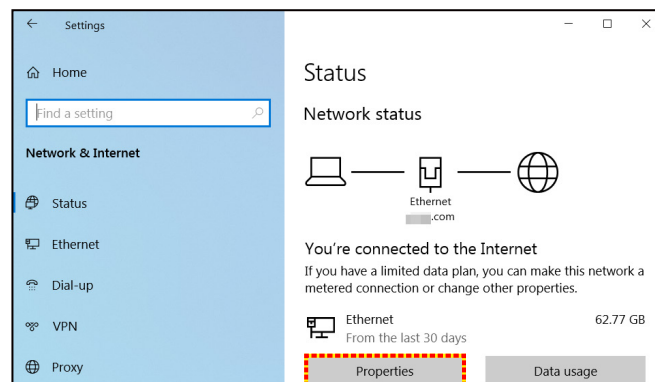 Settings
Home
Find a setting
Network & Internet
Status
Ethernet
Dial-up
VPN
Proxy
Status
Network status
Ethernet
.com
You're connected to the Internet
If you have a limited data plan, you can make this network a
metered connection or change other properties.
Ethernet 62.77 GB
From the last 30 days
Properties Data usage